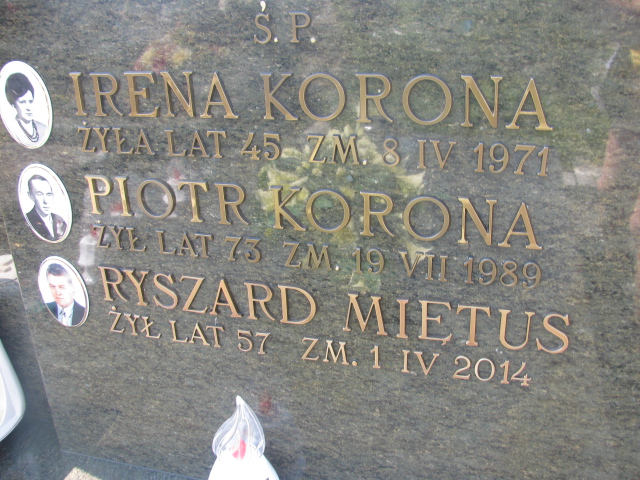 Ś.P.
IRENA KORONA
ŻYŁA LAT 45 ZM. 8 IV 1971
PIOTR KORONA
ŻYŁ LAT 73 ZM. 19 VII 1989
RYSZARD MIĘTUS
ŻYŁ LAT 57 ZM. 1 IV 2014